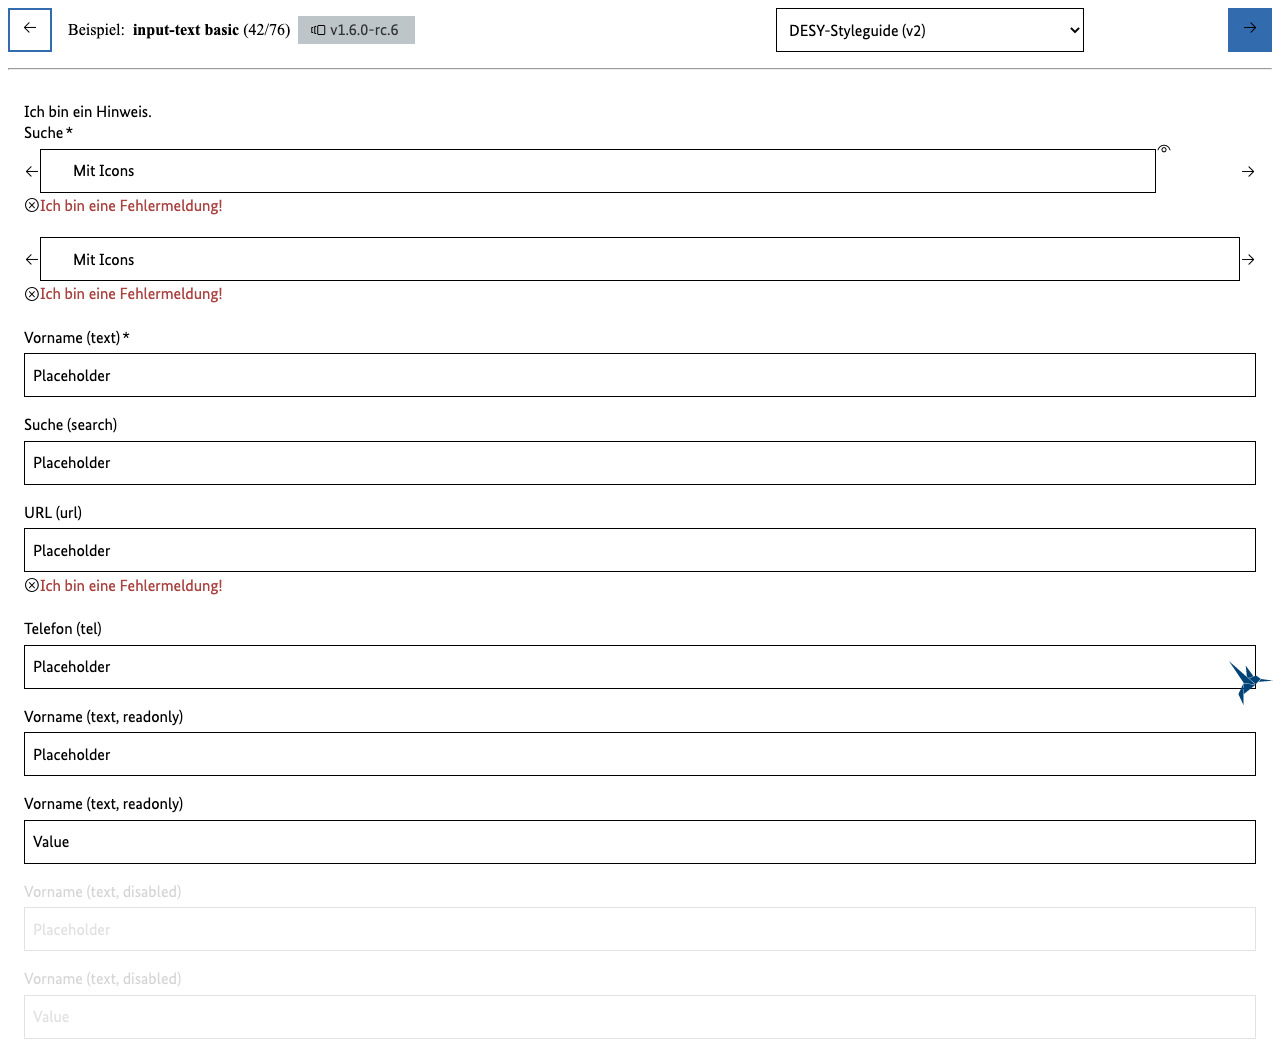 Beispiel: input-text basic (42/76) v1.6.0-rc.6 DESY-Styleguide (v2)
Ich bin ein Hinweis.
Suche*
Mit Icons
Ich bin eine Fehlermeldung!
Mit Icons
Ich bin eine Fehlermeldung!
Vorname (text)*
Placeholder
Suche (search)
Placeholder
URL (url)
Placeholder
Ich bin eine Fehlermeldung!
Telefon (tel)
Placeholder
Vorname (text, readonly)
Placeholder
Vorname (text, readonly)
Value
Vorname (text, disabled)
Placeholder
Vorname (text, disabled)
Value